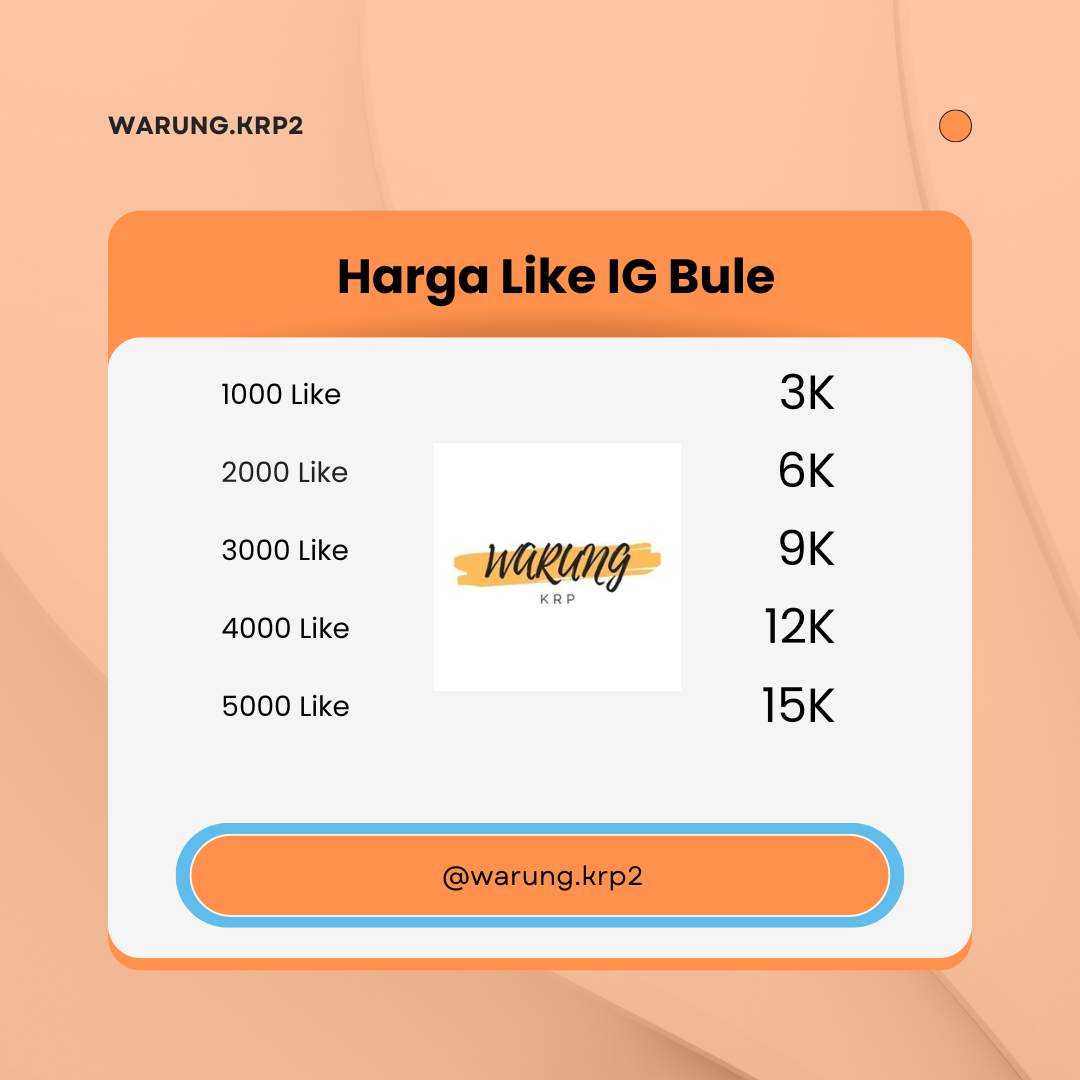 WARUNG.KRP2
Harga Like IG Bule
1000 Like 3K
2000 Like 6K
3000 Like 9K
4000 Like 12K
5000 Like 15K
WARUNG
KRP
@warung.krp2